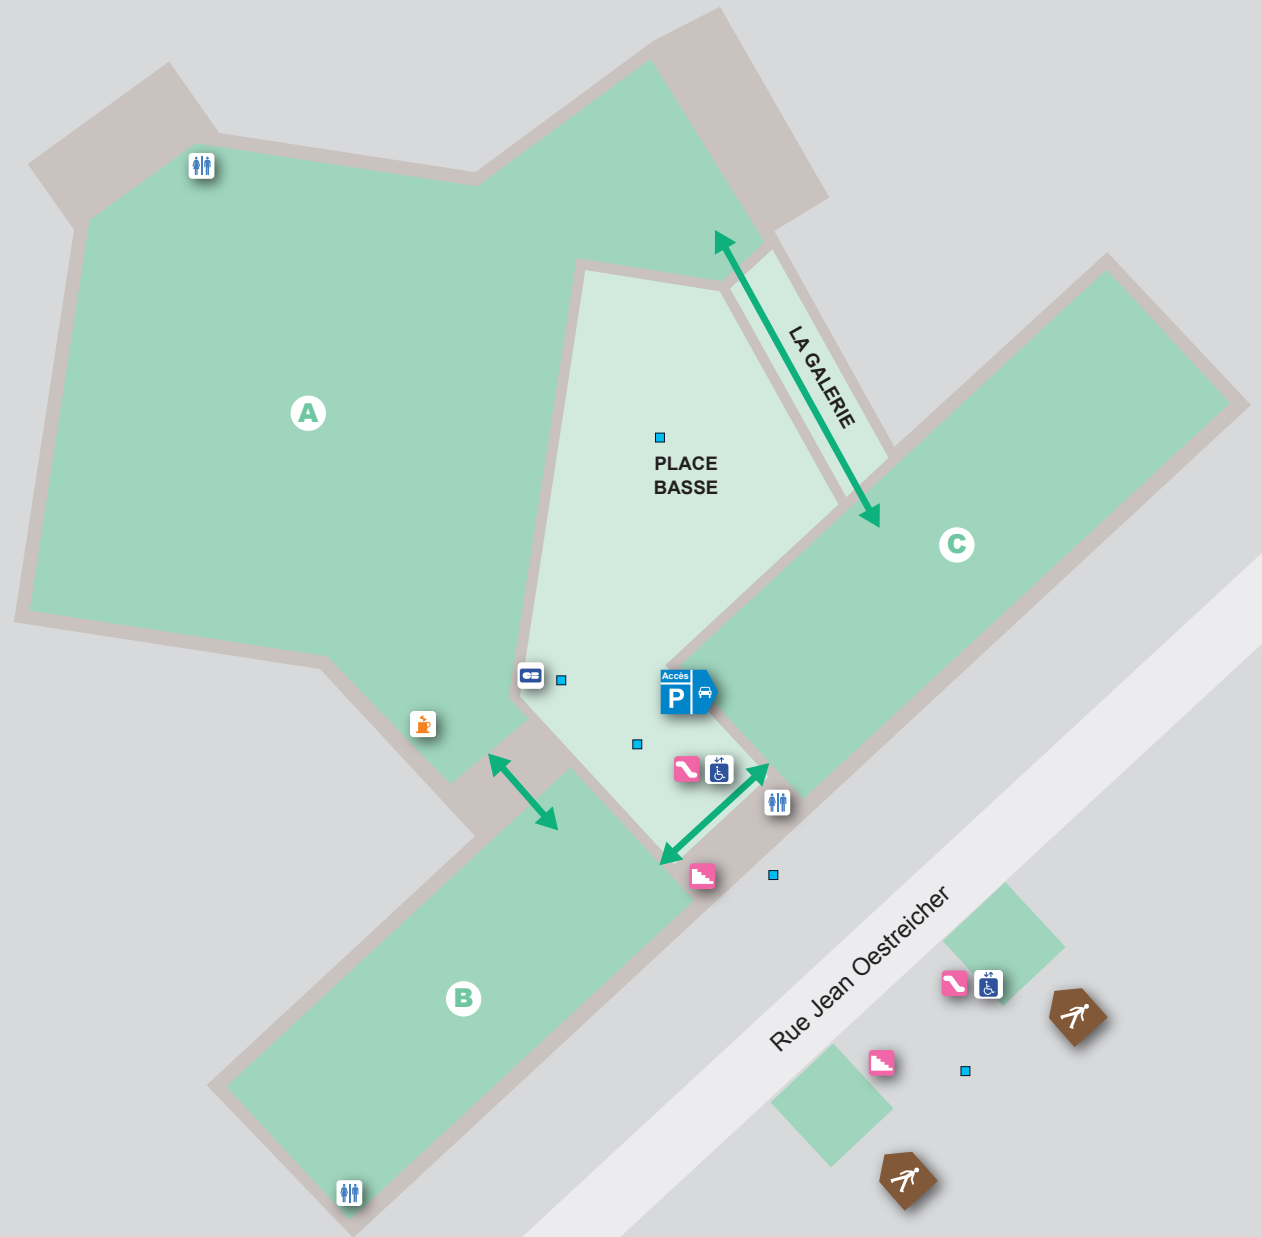 A
LA GALERIE
PLACE
BASSE
C
Accès
P
B
Rue Jean Oestreicher